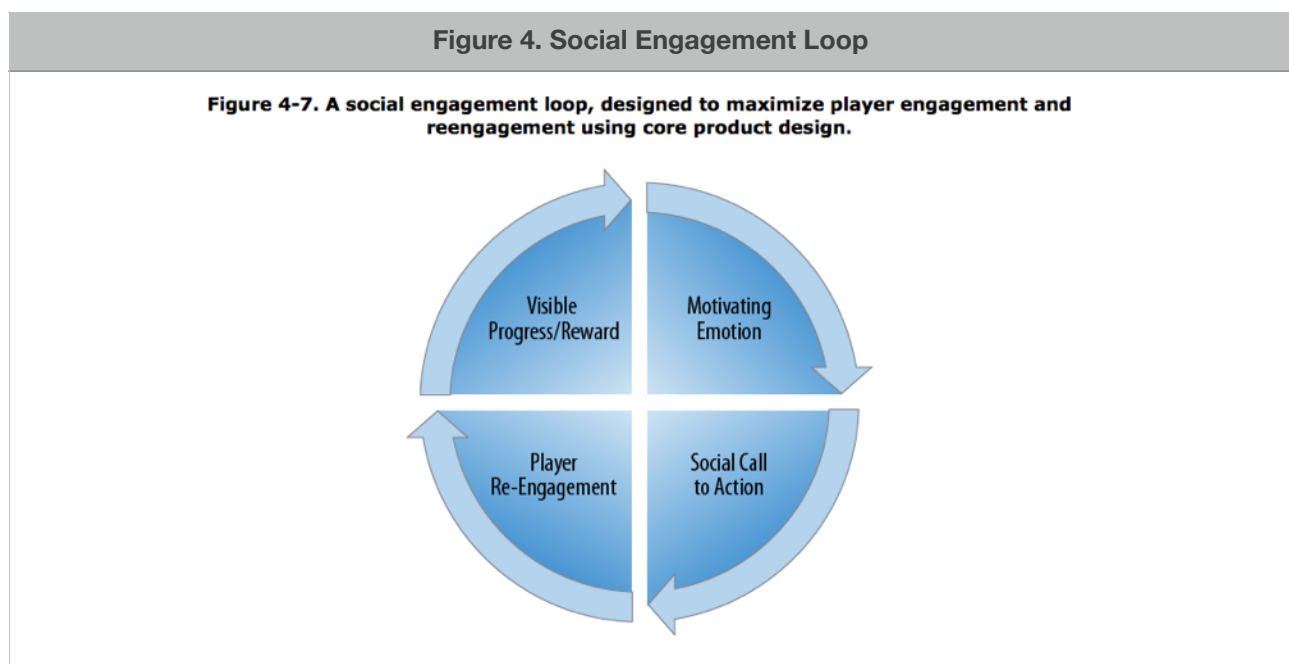 Figure 4. Social Engagement Loop
Figure 4-7. A social engagement loop, designed to maximize player engagement and
reengagement using core product design.
Visible
Progress/Reward
Motivating
Emotion
Player
Re-Engagement
Social Call
to Action